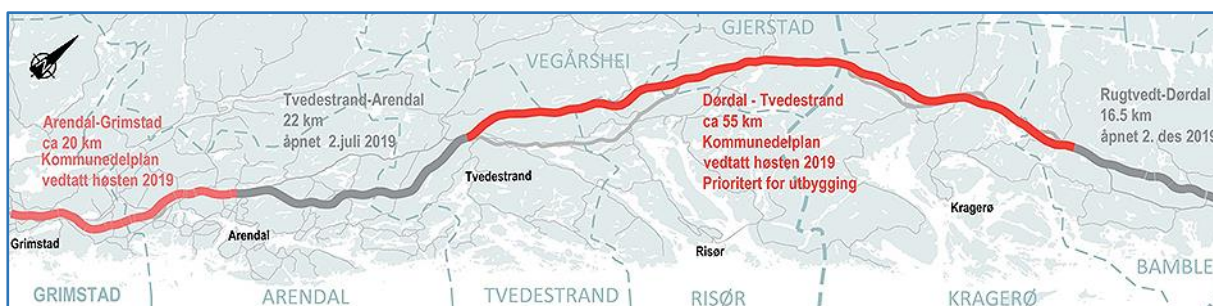 GJERSTAD
VEGÅRSHEI
Tvedestrand-Arendal
22 km
åpnet 2.juli 2019
Arendal-Grimstad
ca 20 km
Kommunedelplan
vedtatt høsten 2019
Dørdal - Tvedestrand
ca 55 km
Kommunedelplan
vedtatt høsten 2019
Prioritert for utbygging
Rugtvedt-Dørdal
16.5 km
åpnet 2. des 2019
Tvedestrand
Kragerø
Grimstad
Arendal
Risør
BAMBLE
GRIMSTAD
ARENDAL
TVEDESTRAND
RISØR
KRAGERØ